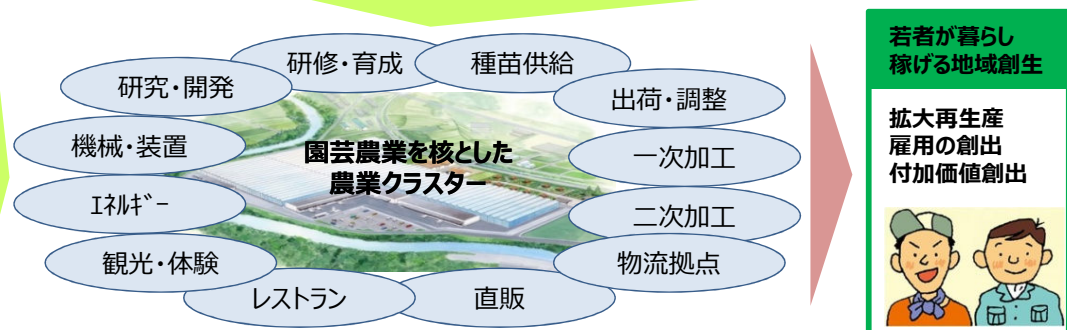 研修・育成
種苗供給
研究・開発
出荷・調整
機械・装置
一次加工
園芸農業を核とした
農業クラスター
ｴﾈﾙｷﾞｰ
二次加工
観光・体験
物流拠点
レストラン
直販
若者が暮らし
稼げる地域創生
拡大再生産
雇用の創出
付加価値創出